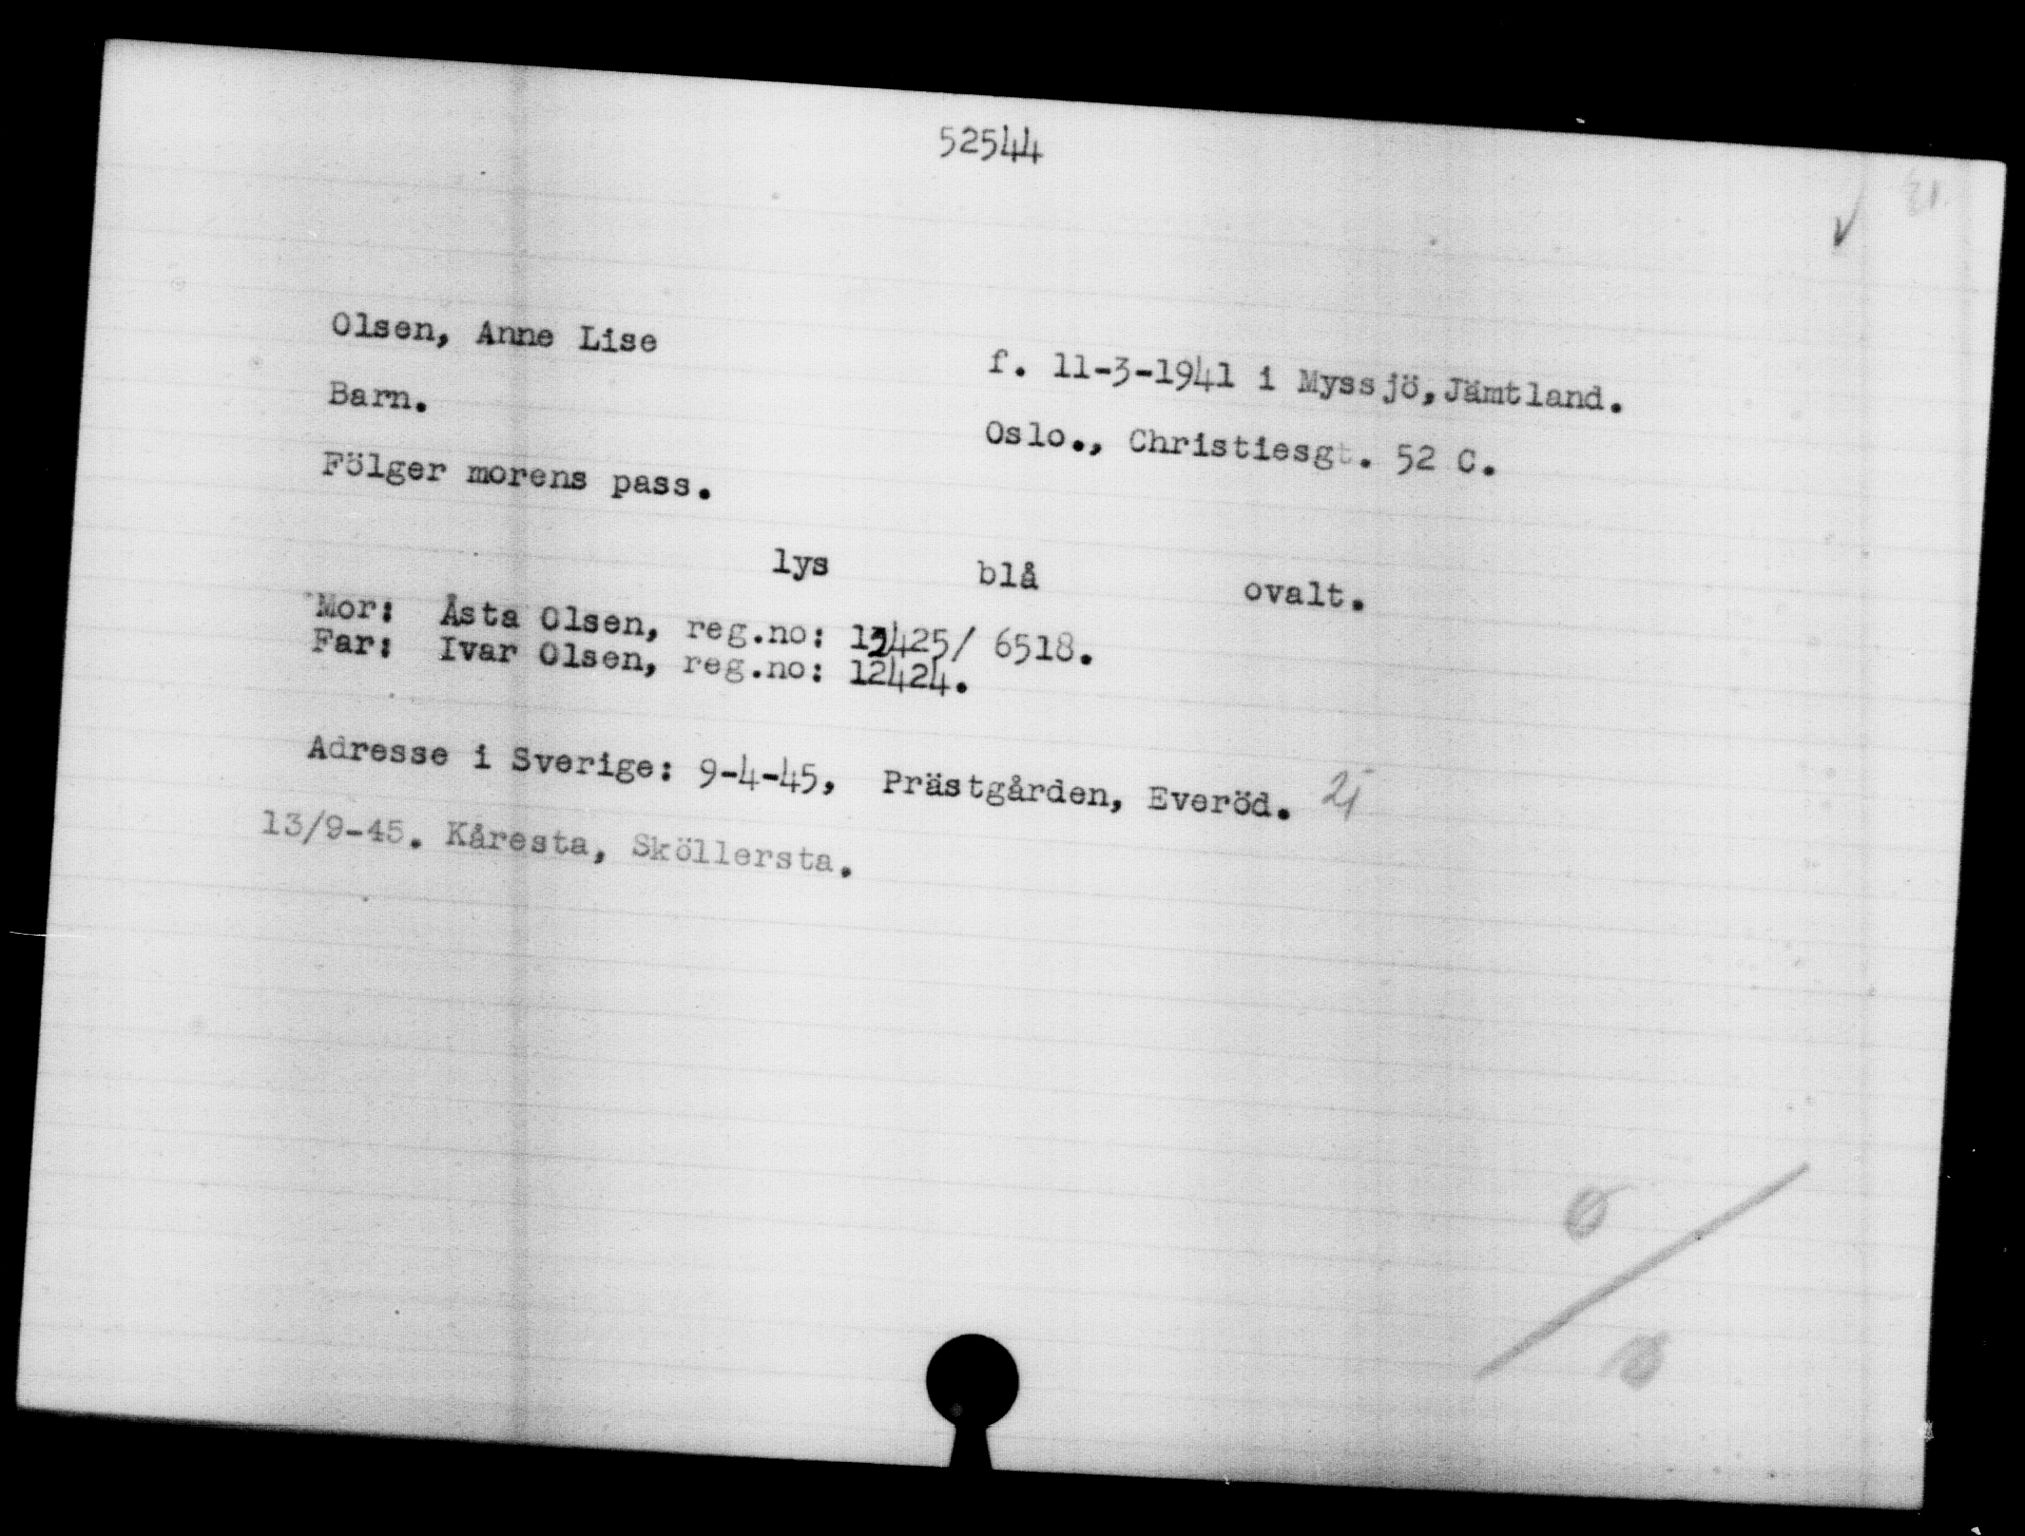 52544
Olsen, Anne Lise
f. 11-3-1941 i Myssjö, Jämtland.
Barn.
Oslo., Christiesgt. 52 C.
Fölger morens pass.
lys blå ovalt.
Mor: Åsta Olsen, reg.no: 12425/ 6518.
Far: Ivar Olsen, reg.no: 12424.
Adresse i Sverige: 9-4-45, Prästgården, Everöd.
13/9-45. Kåresta, Sköllersta.